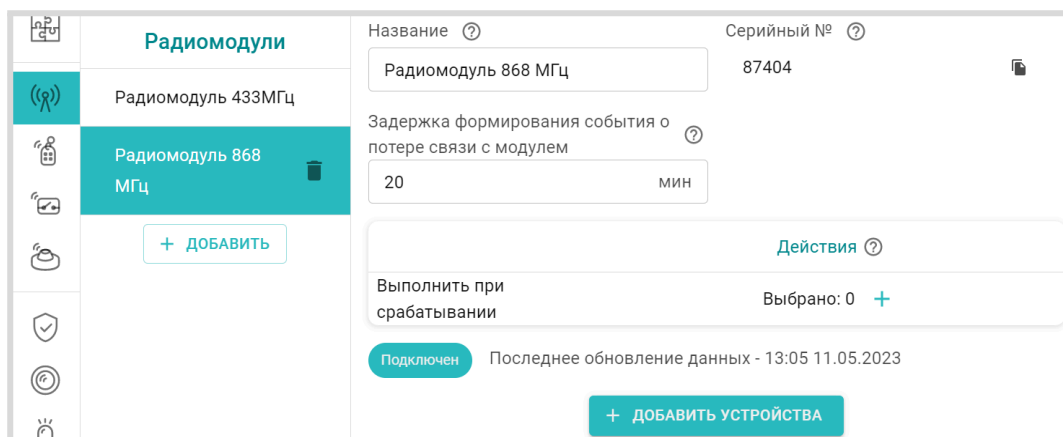 Радиомодули
Радиомодуль 433МГц
Радиомодуль 868
МГц
+ ДОБАВИТЬ
Название
Радиомодуль 868 МГц
Серийный №
87404
Задержка формирования события о
потере связи с модулем
20 мин
Действия
Выполнить при
срабатывании
Выбрано: 0 +
Подключен Последнее обновление данных - 13:05 11.05.2023
+ ДОБАВИТЬ УСТРОЙСТВА